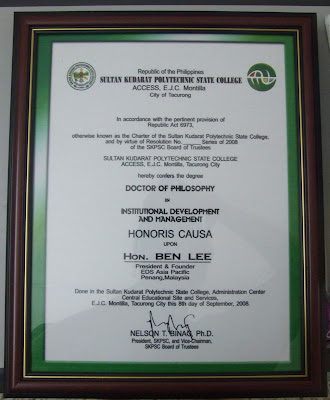 Republic of the Philippines
SULTAN KUDARAT POLYTECHNIC STATE COLLEGE
ACCESS, E.J.C. Montilla
City of Tacurong
In accordance with the pertinent provision of
Republic Act 6973,
otherwise known as the Charter of the Sultan Kudarat Polytechnic State College,
and by virtue of Resolution No.______ Series of 2008
of the SKPSC Board of Trustees
SULTAN KUDARAT POLYTECHNIC STATE COLLEGE
ACCESS, E.J.C. Montilla, Tacurong City
hereby confers the degree
DOCTOR OF PHILOSOPHY
IN
INSTITUTIONAL DEVELOPMENT
AND MANAGEMENT
HONORIS CAUSA
UPON
HON. BEN LEE
President & Founder
EDS Asia Pacific
Penang,Malaysia
Done in the Sultan Kudarat Polytechnic State College, Administration Center
Central Educational Site and Services,
E.J.C. Montilla, Tacurong City this 8th day of September, 2008
NELSON T. BINAG, Ph.D.
President, SKPSC, and Vice-Chairman,
SKPSC Board of Trustees